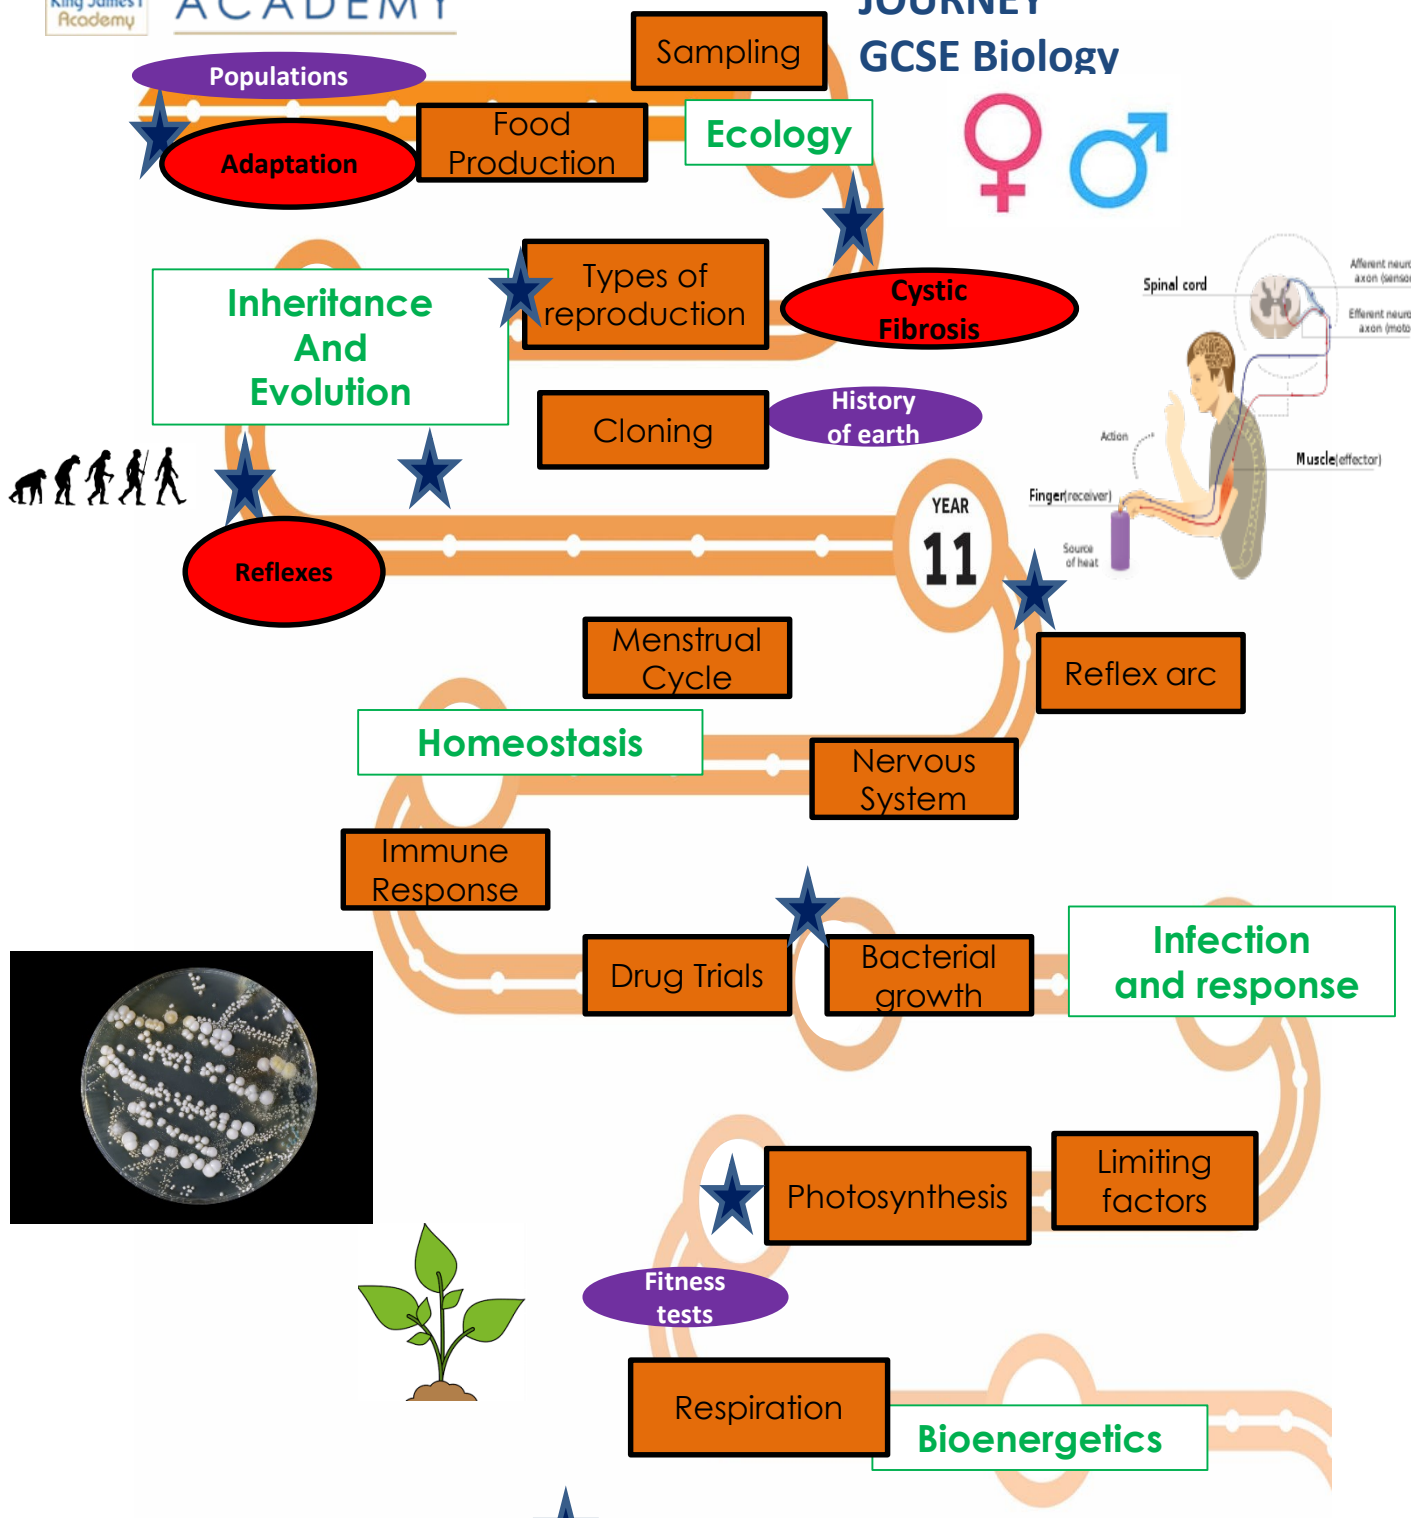 King James I
Academy
ACADEMY
JOURNEY
GCSE Biology
Sampling
Populations
Food
Production
Ecology
Adaptation
Types of
reproduction
Inheritance
And
Evolution
Cystic
Fibrosis
Spinal cord
Cloning
History
of earth
Action
Muscle(effector)
Finger(receiver)
Source
of heat
YEAR
11
Reflexes
Menstrual
Cycle
Reflex arc
Homeostasis
Nervous
System
Immune
Response
Drug Trials
Bacterial
growth
Infection
and response
Limiting
factors
Photosynthesis
Fitness
tests
Respiration
Bioenergetics